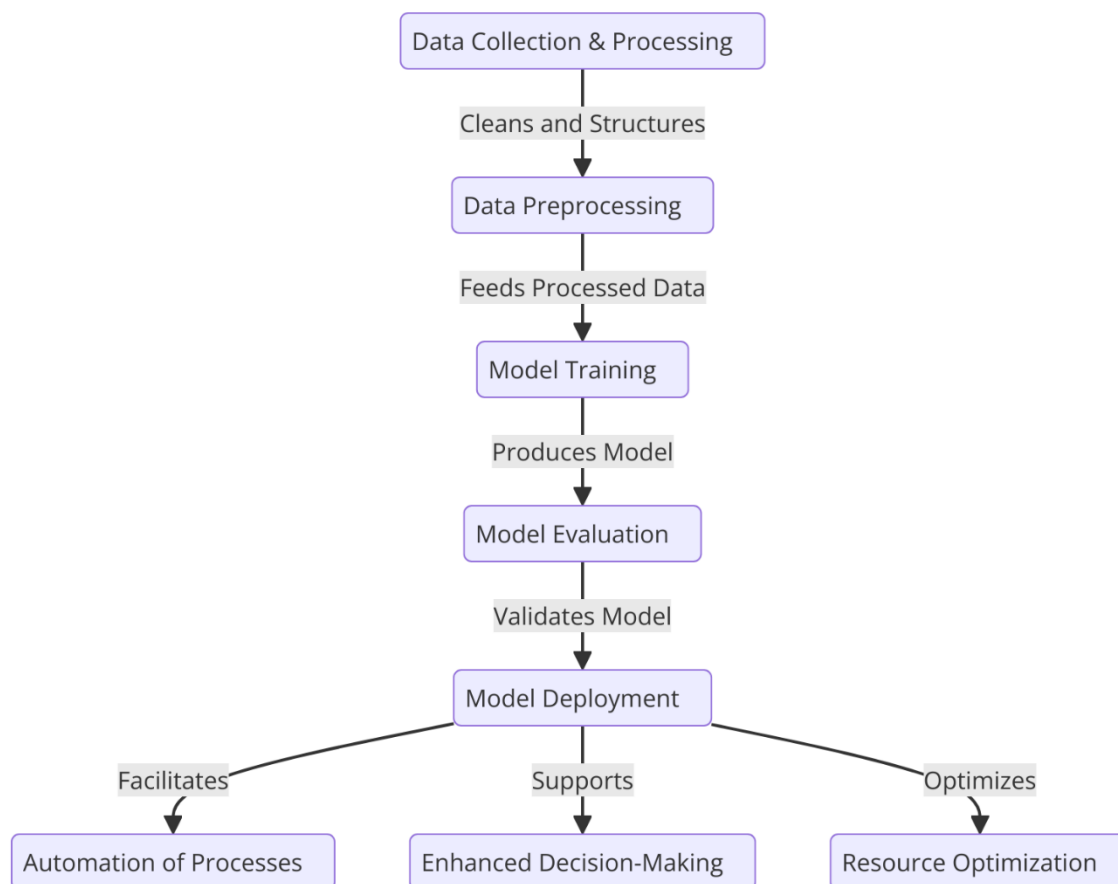 Data Collection & Processing
Cleans and Structures
Data Preprocessing
Feeds Processed Data
Model Training
Produces Model
Model Evaluation
Validates Model
Model Deployment
Facilitates
Supports
Optimizes
Automation of Processes
Enhanced Decision-Making
Resource Optimization